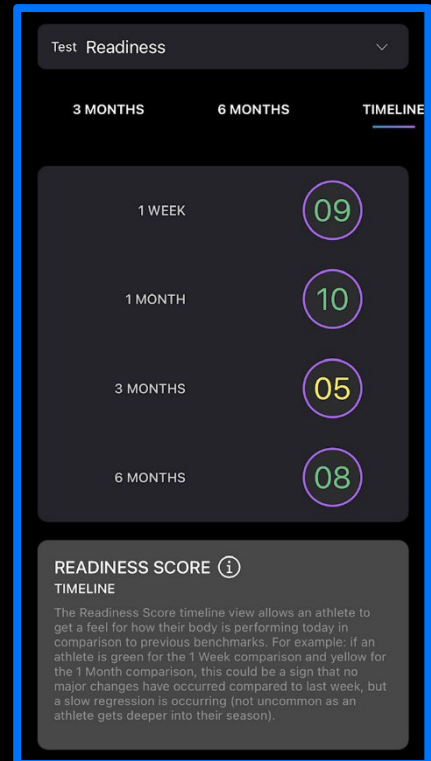 Test Readiness
3 MONTHS 6 MONTHS TIMELINE
1 WEEK 09
1 MONTH 10
3 MONTHS 05
6 MONTHS 08
READINESS SCORE i
TIMELINE
The Readiness Score timeline view allows an athlete to
get a feel for how their body is performing today in
comparison to previous benchmarks. For example: if an
athlete is green for the 1 Week comparison and yellow for
the 1 Month comparison, this could be a sign that no
major changes have occurred compared to last week, but
a slow regression is occurring (not uncommon as an
athlete gets deeper into their season).